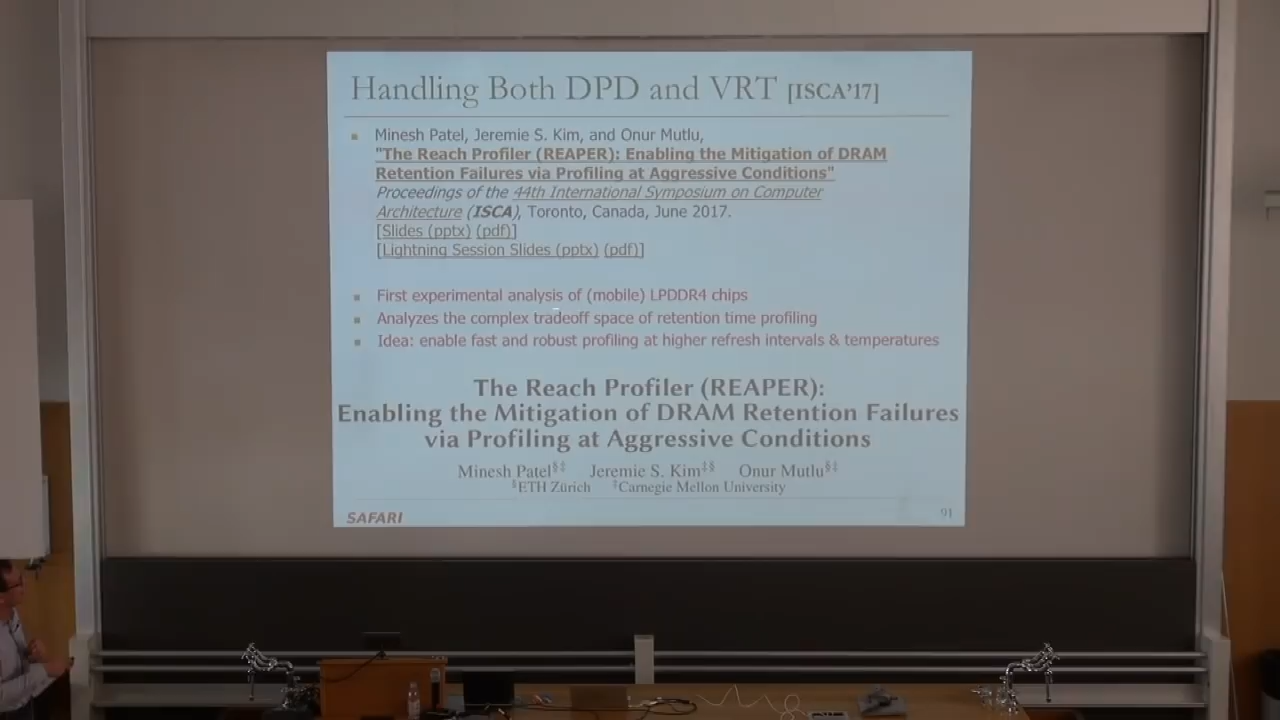 Handling Both DPD and VRT [ISCA'17]
Minesh Patel, Jeremie S. Kim, and Onur Mutlu,
"The Reach Profiler (REAPER): Enabling the Mitigation of DRAM
Retention Failures via Profiling at Aggressive Conditions"
Proceedings of the 44th International Symposium on Computer
Architecture (ISCA), Toronto, Canada, June 2017.
[Slides (pptx) (pdf)]
[Lightning Session Slides (pptx) (pdf)]
First experimental analysis of (mobile) LPDDR4 chips
Analyzes the complex tradeoff space of retention time profiling
Idea: enable fast and robust profiling at higher refresh intervals & temperatures
The Reach Profiler (REAPER):
Enabling the Mitigation of DRAM Retention Failures
via Profiling at Aggressive Conditions
Minesh Patel§‡ Jeremie S. Kim‡§ Onur Mutlu§‡
§ETH Zürich ‡Carnegie Mellon University
SAFARI 91